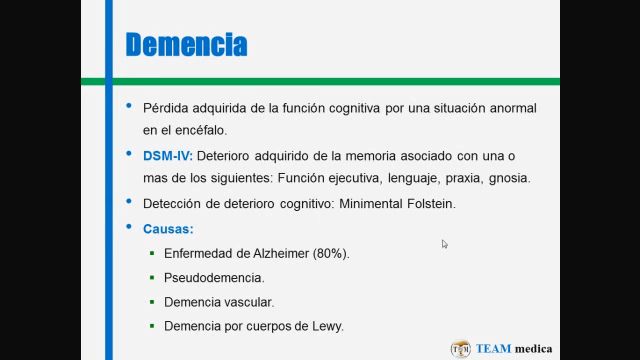 Demencia
Pérdida adquirida de la función cognitiva por una situación anormal
en el encéfalo.
DSM-IV: Deterioro adquirido de la memoria asociado con una o
mas de los siguientes: Función ejecutiva, lenguaje, praxia, gnosia.
Detección de deterioro cognitivo: Minimental Folstein.
Causas:
Enfermedad de Alzheimer (80%).
Pseudodemencia.
Demencia vascular.
Demencia por cuerpos de Lewy.
TEAM medica